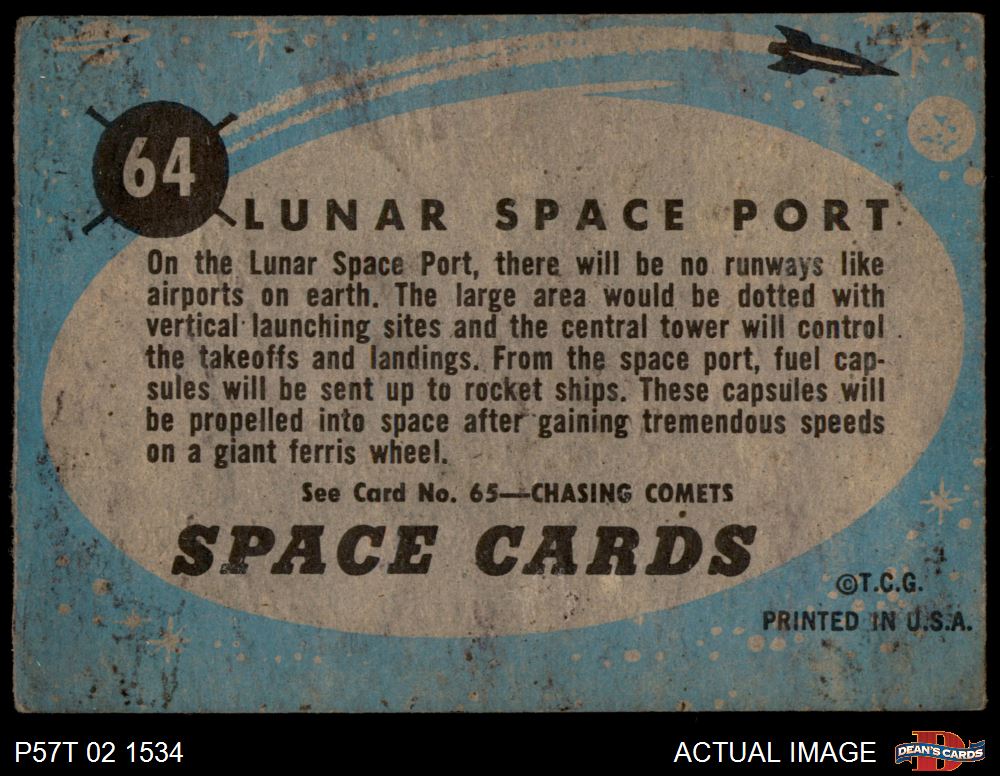 64
LUNAR SPACE PORT
On the Lunar Space Port, there will be no runways like
airports on earth. The large area would be dotted with
vertical launching sites and the central tower will control
the takeoffs and landings. From the space port, fuel cap-
sules will be sent up to rocket ships. These capsules will
be propelled into space after gaining tremendous speeds
on a giant ferris wheel.
See Card No. 65—CHASING COMETS
SPACE CARDS
©T.C.G.
PRINTED IN U.S.A.
P57T 02 1534
ACTUAL IMAGE
DEAN'S CARDS